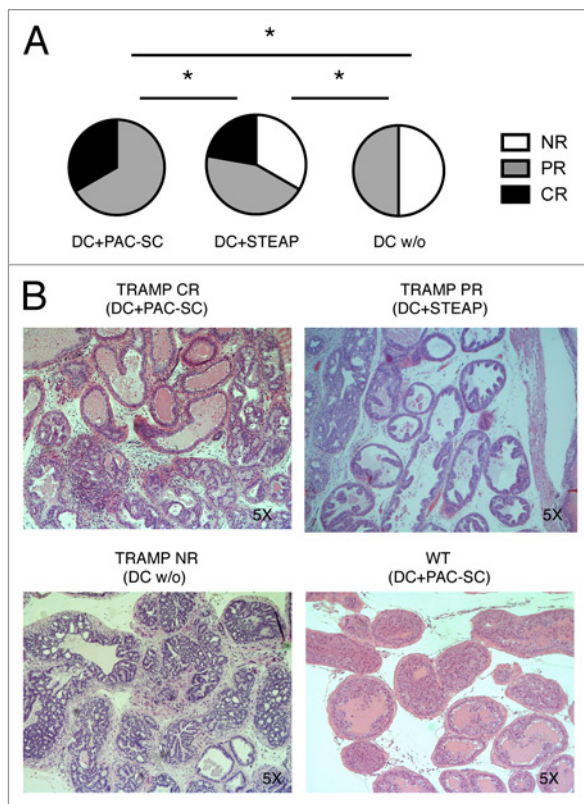 A
*
* *
NR
PR
CR
DC+PAC-SC DC+STEAP DC w/o
B
TRAMP CR
(DC+PAC-SC)
TRAMP PR
(DC+STEAP)
5X
5X
TRAMP NR
(DC w/o)
WT
(DC+PAC-SC)
5X
5X